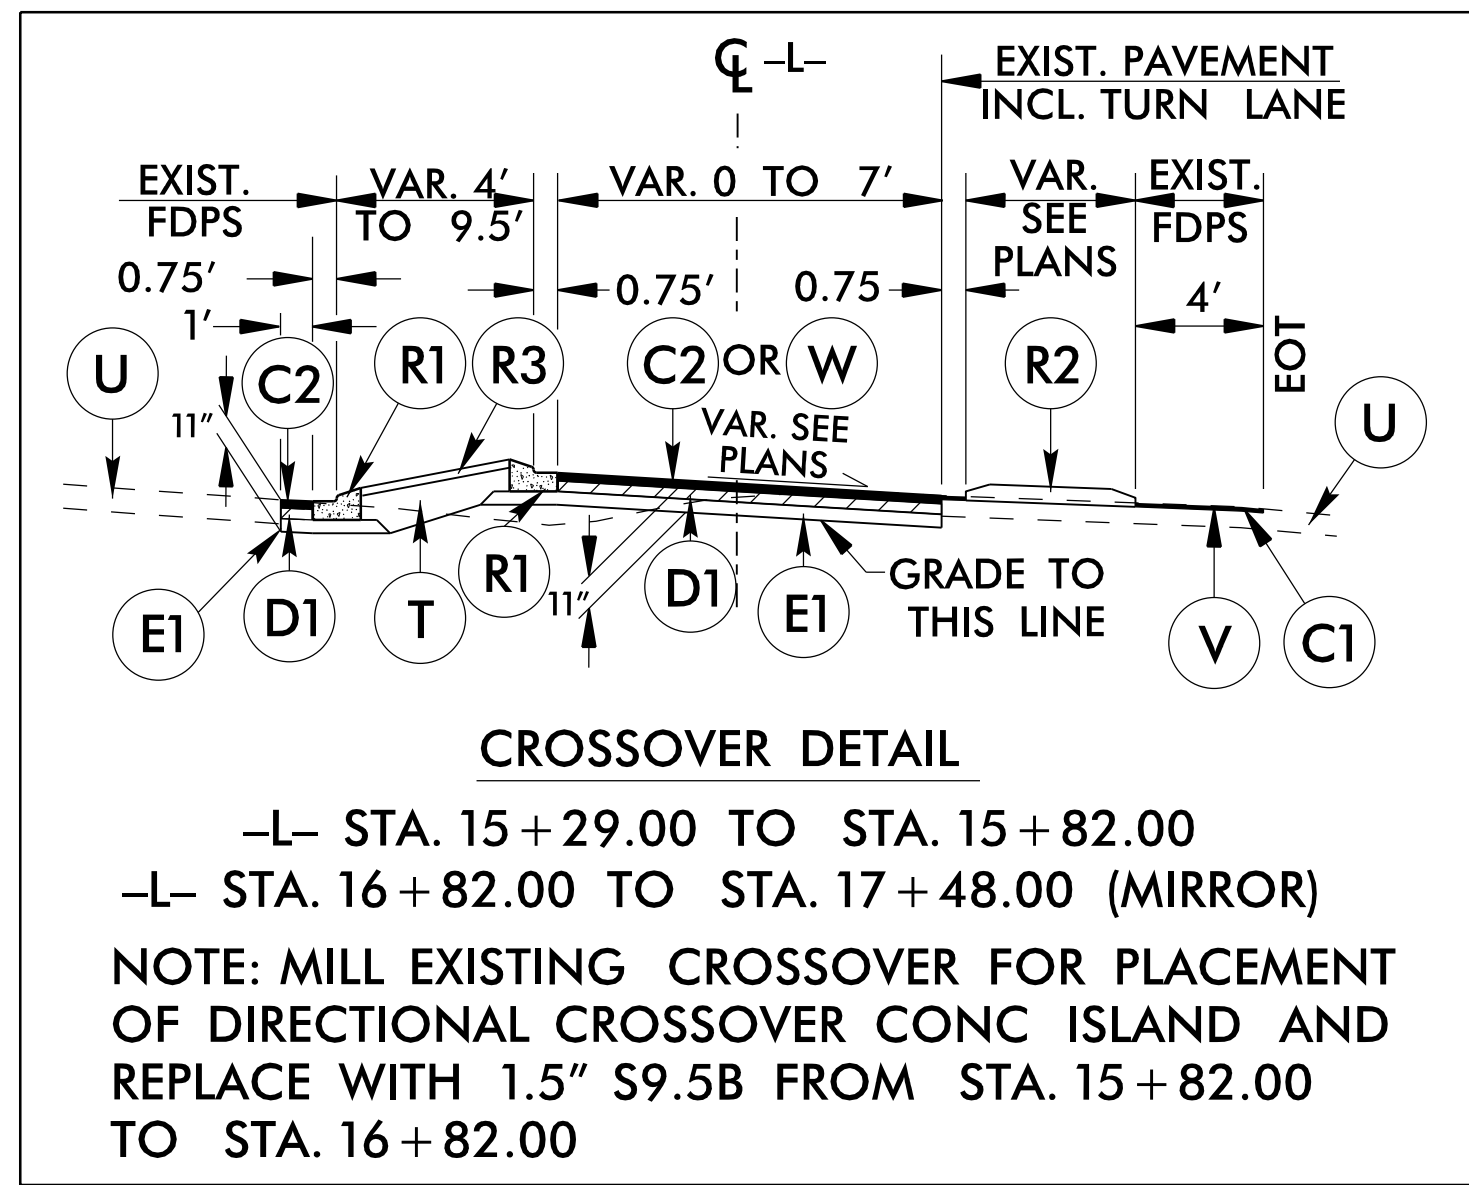 CL –L–
EXIST. PAVEMENT
INCL. TURN LANE
EXIST.
FDPS
VAR. 4'
TO 9.5'
VAR. 0 TO 7'
VAR.
SEE
PLANS
EXIST.
FDPS
0.75'
0.75'
0.75
4'
1'
EOT
U
C2
R1
R3
C2 OR W
R2
U
11"
VAR. SEE
PLANS
E1
D1
T
R1
11"
D1
E1
GRADE TO
THIS LINE
V
C1
CROSSOVER DETAIL
–L– STA. 15+29.00 TO STA. 15+82.00
–L– STA. 16+82.00 TO STA. 17+48.00 (MIRROR)
NOTE: MILL EXISTING CROSSOVER FOR PLACEMENT
OF DIRECTIONAL CROSSOVER CONC ISLAND AND
REPLACE WITH 1.5" S9.5B FROM STA. 15+82.00
TO STA. 16+82.00